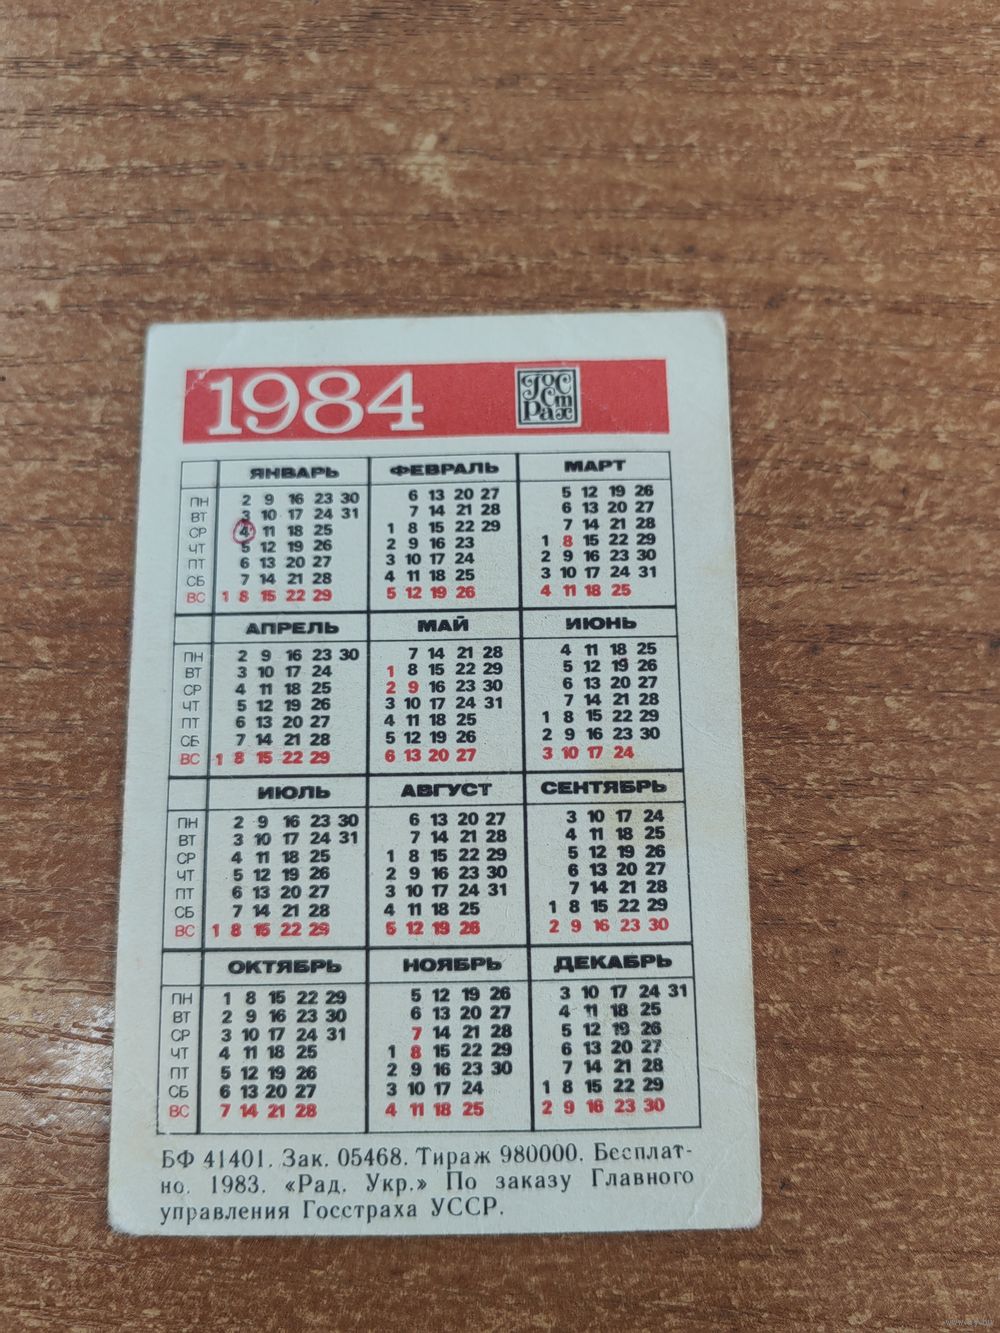 1984 Гос Ст Рах
ЯНВАРЬ ФЕВРАЛЬ МАРТ
ПН 2 9 16 23 30 6 13 20 27 5 12 19 26
ВТ 3 10 17 24 31 7 14 21 28 6 13 20 27
СР 4 11 18 25 1 8 15 22 29 7 14 21 28
ЧТ 5 12 19 26 2 9 16 23 1 8 15 22 29
ПТ 6 13 20 27 3 10 17 24 2 9 16 23 30
СБ 7 14 21 28 4 11 18 25 3 10 17 24 31
ВС 1 8 15 22 29 5 12 19 26 4 11 18 25
АПРЕЛЬ МАЙ ИЮНЬ
ПН 2 9 16 23 30 7 14 21 28 4 11 18 25
ВТ 3 10 17 24 1 8 15 22 29 5 12 19 26
СР 4 11 18 25 2 9 16 23 30 6 13 20 27
ЧТ 5 12 19 26 3 10 17 24 31 7 14 21 28
ПТ 6 13 20 27 4 11 18 25 1 8 15 22 29
СБ 7 14 21 28 5 12 19 26 2 9 16 23 30
ВС 1 8 15 22 29 6 13 20 27 3 10 17 24
ИЮЛЬ АВГУСТ СЕНТЯБРЬ
ПН 2 9 16 23 30 6 13 20 27 3 10 17 24
ВТ 3 10 17 24 31 7 14 21 28 4 11 18 25
СР 4 11 18 25 1 8 15 22 29 5 12 19 26
ЧТ 5 12 19 26 2 9 16 23 30 6 13 20 27
ПТ 6 13 20 27 3 10 17 24 31 7 14 21 28
СБ 7 14 21 28 4 11 18 25 1 8 15 22 29
ВС 1 8 15 22 29 5 12 19 26 2 9 16 23 30
ОКТЯБРЬ НОЯБРЬ ДЕКАБРЬ
ПН 1 8 15 22 29 5 12 19 26 3 10 17 24 31
ВТ 2 9 16 23 30 6 13 20 27 4 11 18 25
СР 3 10 17 24 31 7 14 21 28 5 12 19 26
ЧТ 4 11 18 25 1 8 15 22 29 6 13 20 27
ПТ 5 12 19 26 2 9 16 23 30 7 14 21 28
СБ 6 13 20 27 3 10 17 24 1 8 15 22 29
ВС 7 14 21 28 4 11 18 25 2 9 16 23 30
БФ 41401. Зак. 05468. Тираж 980000. Бесплат-
но. 1983. «Рад. Укр.» По заказу Главного
управления Госстраха УССР.